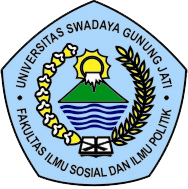 UNIVERSITAS SWADAYA GUNUNG JATI
FAKULTAS ILMU SOSIAL DAN ILMU POLITIK